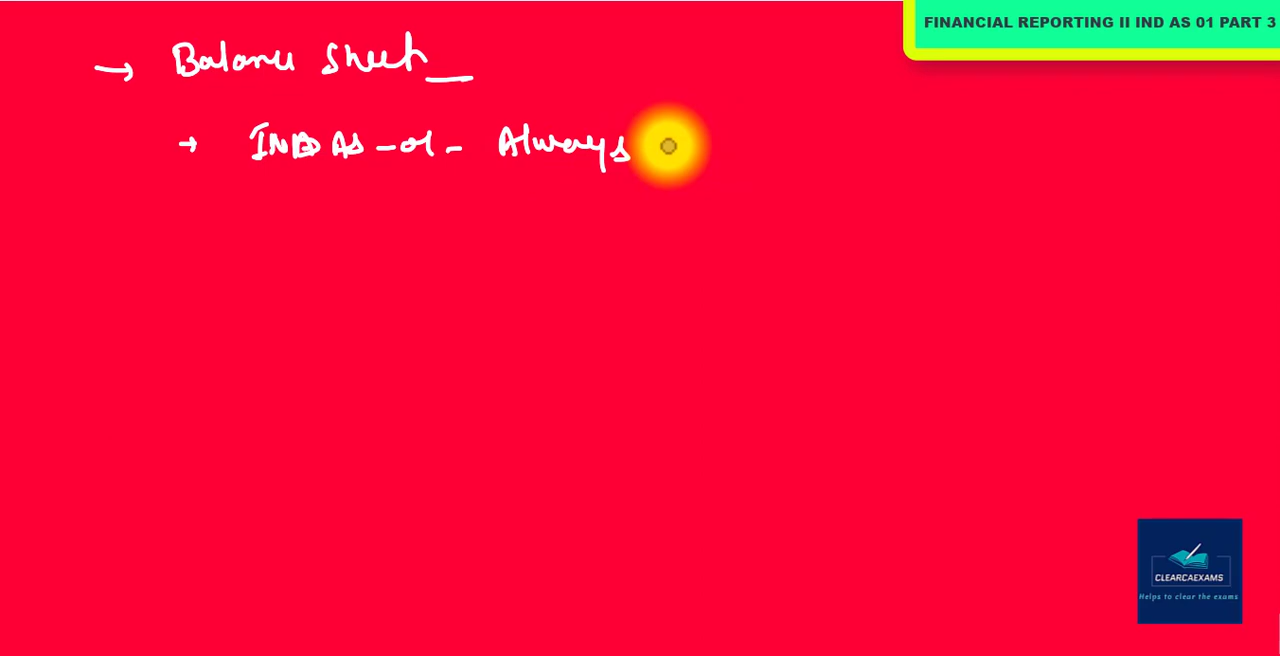 FINANCIAL REPORTING II IND AS 01 PART 3
→ Balance Sheet
→ IND AS - 01 - Always
CLEARCAEXAMS
Helps to clear the exams